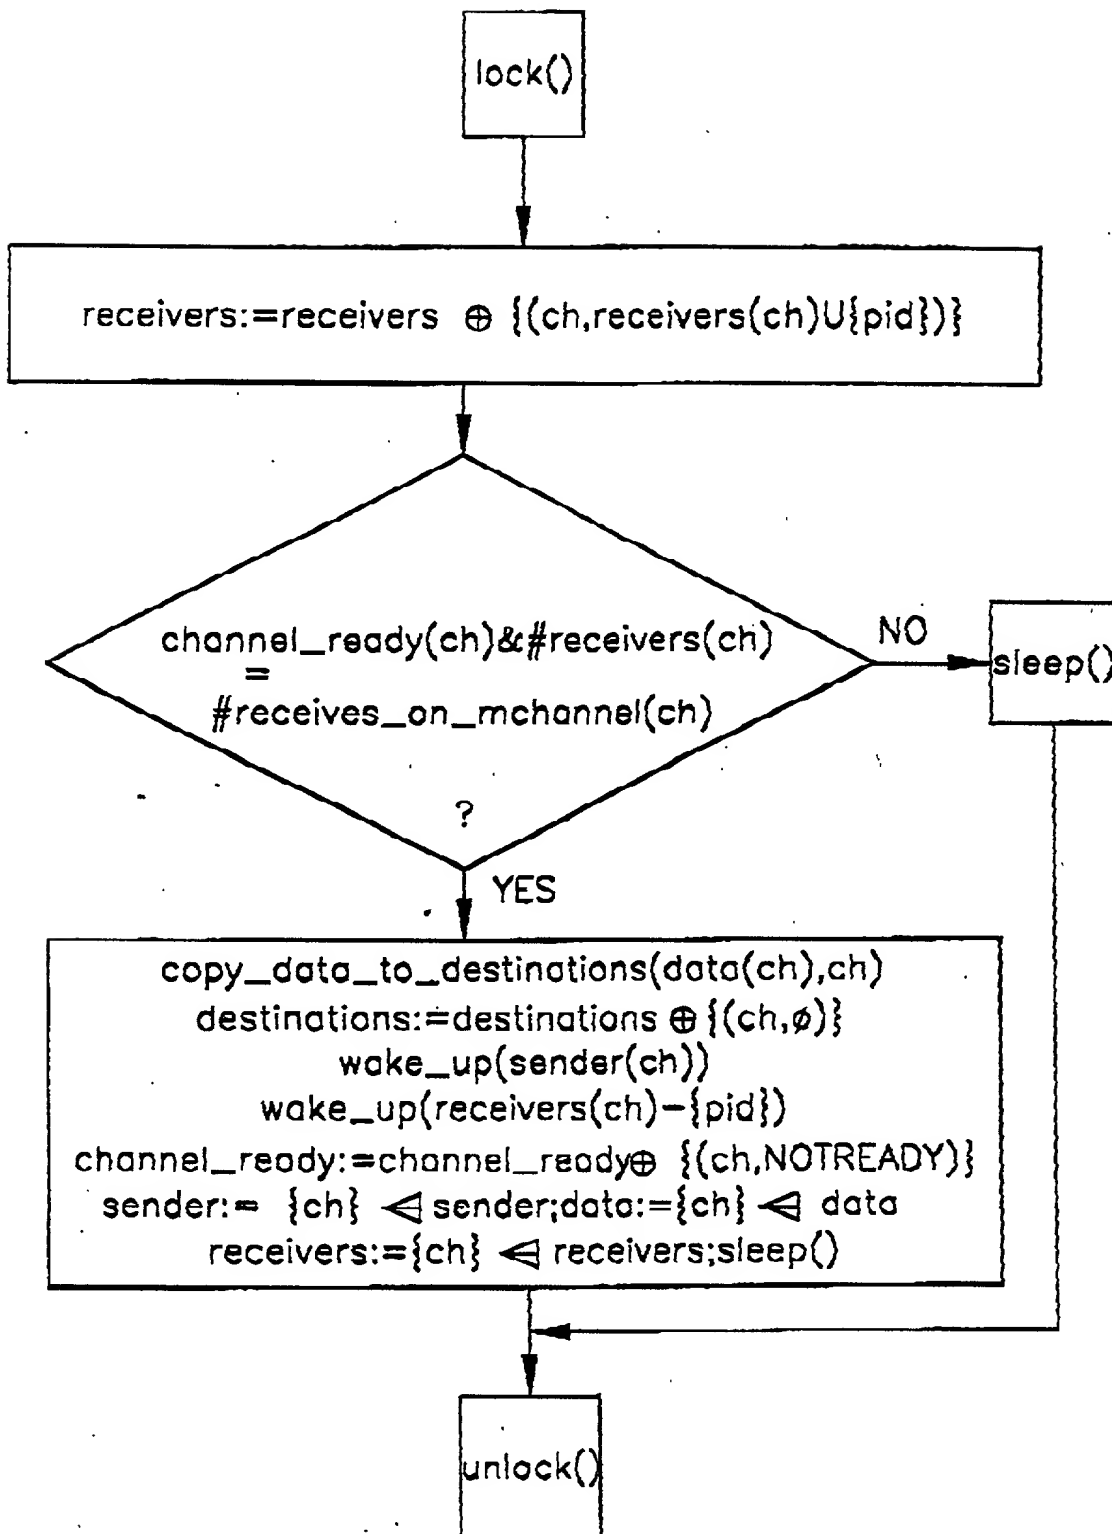 lock()
receivers:=receivers ⊕ {(ch,receivers(ch)U{pid})}
channel_ready(ch)&#receivers(ch)
=
#receives_on_mchannel(ch)
?
NO
sleep()
YES
copy_data_to_destinations(data(ch),ch)
destinations:=destinations ⊕ {(ch,ø)}
wake_up(sender(ch))
wake_up(receivers(ch)-{pid})
channel_ready:=channel_ready⊕ {(ch,NOTREADY)}
sender:= {ch} ⩤ sender;data:={ch} ⩤ data
receivers:={ch} ⩤ receivers;sleep()
unlock()